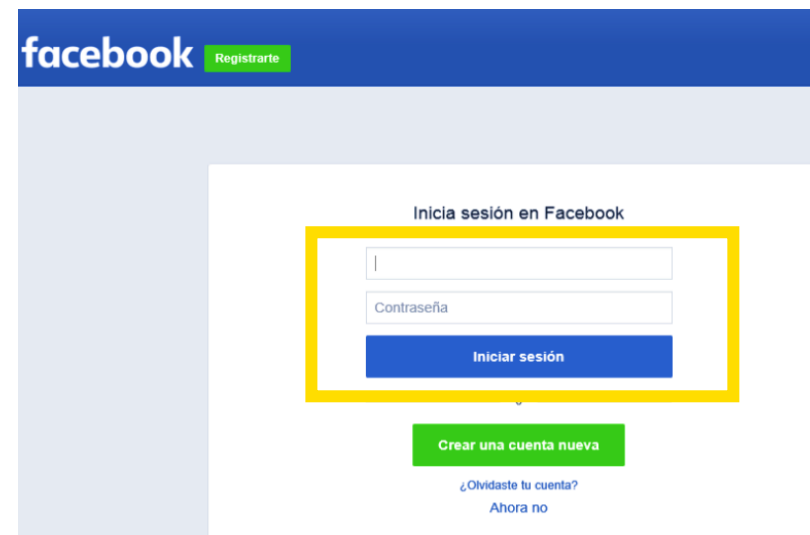 facebook Registrarte
Inicia sesión en Facebook
Contraseña
Iniciar sesión
Crear una cuenta nueva
¿Olvidaste tu cuenta?
Ahora no